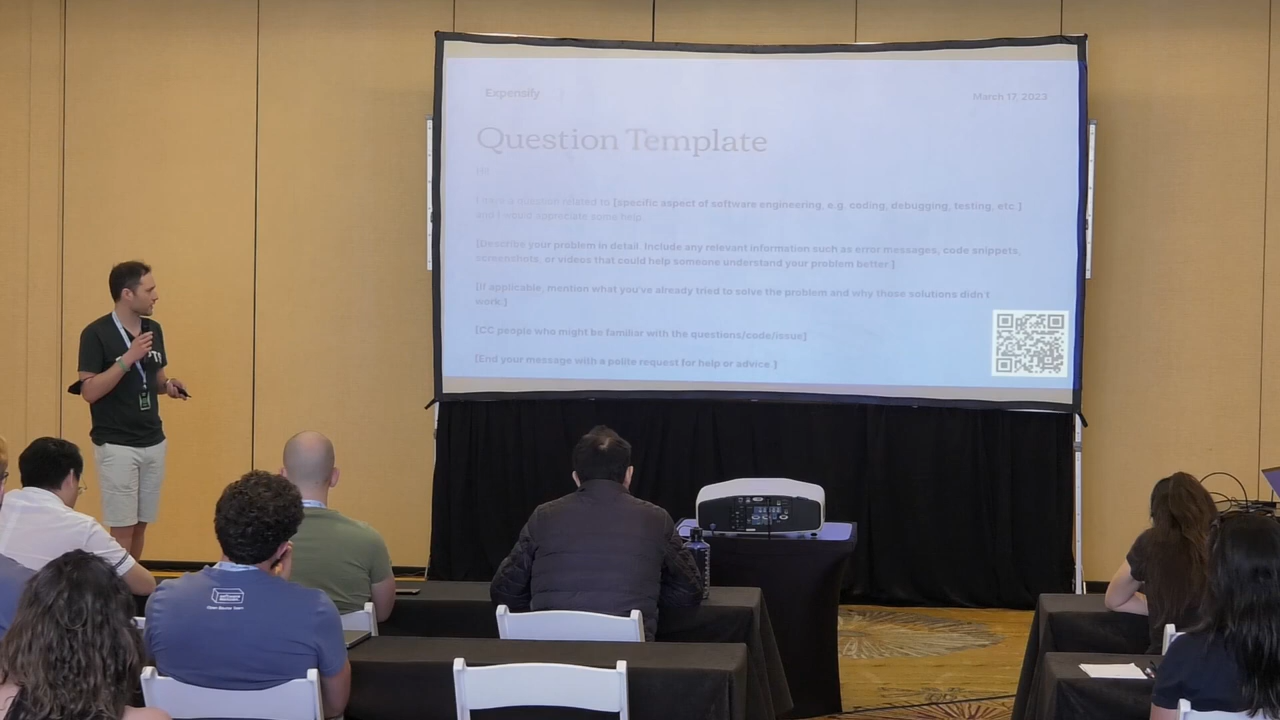 Expensify
March 17, 2023
Question Template
Hi!
I have a question related to [specific aspect of software engineering, e.g. coding, debugging, testing, etc.]
and I would appreciate some help.
[Describe your problem in detail. Include any relevant information such as error messages, code snippets,
screenshots, or videos that could help someone understand your problem better.]
[If applicable, mention what you've already tried to solve the problem and why those solutions didn't
work.]
[CC people who might be familiar with the questions/code/issue]
[End your message with a polite request for help or advice.]
Open Source Team